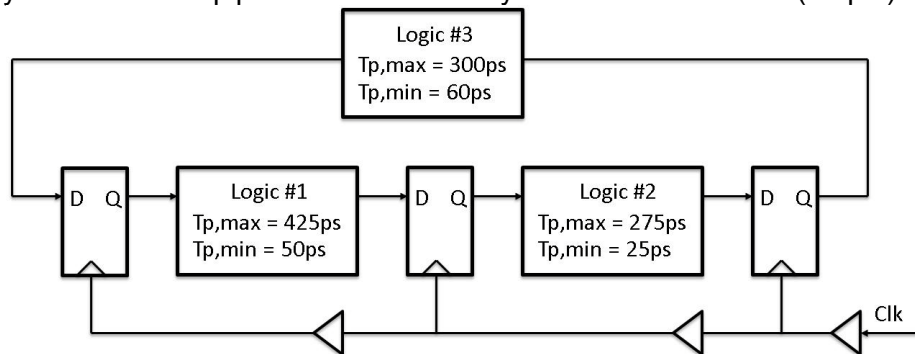 Logic #3
Tp,max = 300ps
Tp,min = 60ps
D Q
Logic #1
Tp,max = 425ps
Tp,min = 50ps
D Q
Logic #2
Tp,max = 275ps
Tp,min = 25ps
D Q
Clk